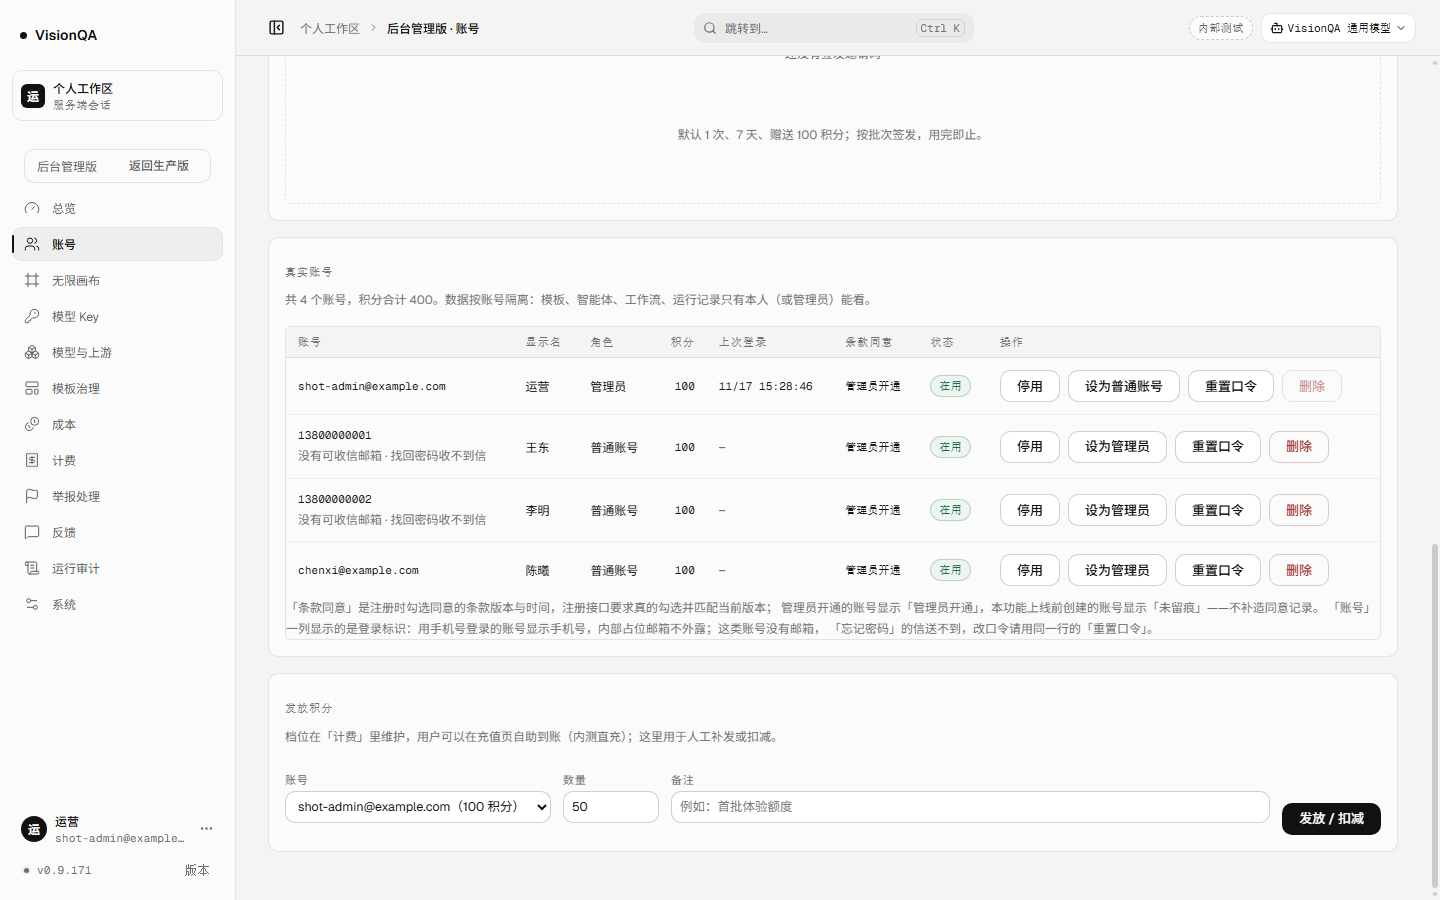 VisionQA
运
个人工作区
服务端会话
后台管理版
返回生产版
总览
账号
无限画布
模型 Key
模型与上游
模板治理
成本
计费
举报处理
反馈
运行审计
系统
运
运营
shot-admin@example…
v0.9.171
版本
个人工作区
后台管理版 · 账号
跳转到…
Ctrl K
内部测试
VisionQA 通用模型
默认 1 次、7 天、赠送 100 积分；按批次签发，用完即止。
真实账号
共 4 个账号，积分合计 400。数据按账号隔离：模板、智能体、工作流、运行记录只有本人（或管理员）能看。
账号 显示名 角色 积分 上次登录 条款同意 状态 操作
shot-admin@example.com 运营 管理员 100 11/17 15:28:46 管理员开通 在用 停用 设为普通账号 重置口令 删除
13800000001
没有可收信邮箱 · 找回密码收不到信
王东 普通账号 100 — 管理员开通 在用 停用 设为管理员 重置口令 删除
13800000002
没有可收信邮箱 · 找回密码收不到信
李明 普通账号 100 — 管理员开通 在用 停用 设为管理员 重置口令 删除
chenxi@example.com 陈曦 普通账号 100 — 管理员开通 在用 停用 设为管理员 重置口令 删除
「条款同意」是注册时勾选同意的条款版本与时间，注册接口要求真的勾选并匹配当前版本； 管理员开通的账号显示「管理员开通」，本功能上线前创建的账号显示「未留痕」——不补造同意记录。 「账号」
一列显示的是登录标识：用手机号登录的账号显示手机号，内部占位邮箱不外露；这类账号没有邮箱， 「忘记密码」的信送不到，改口令请用同一行的「重置口令」。
发放积分
档位在「计费」里维护，用户可以在充值页自助到账（内测直充）；这里用于人工补发或扣减。
账号 数量 备注
shot-admin@example.com（100 积分） 50 例如：首批体验额度
发放 / 扣减